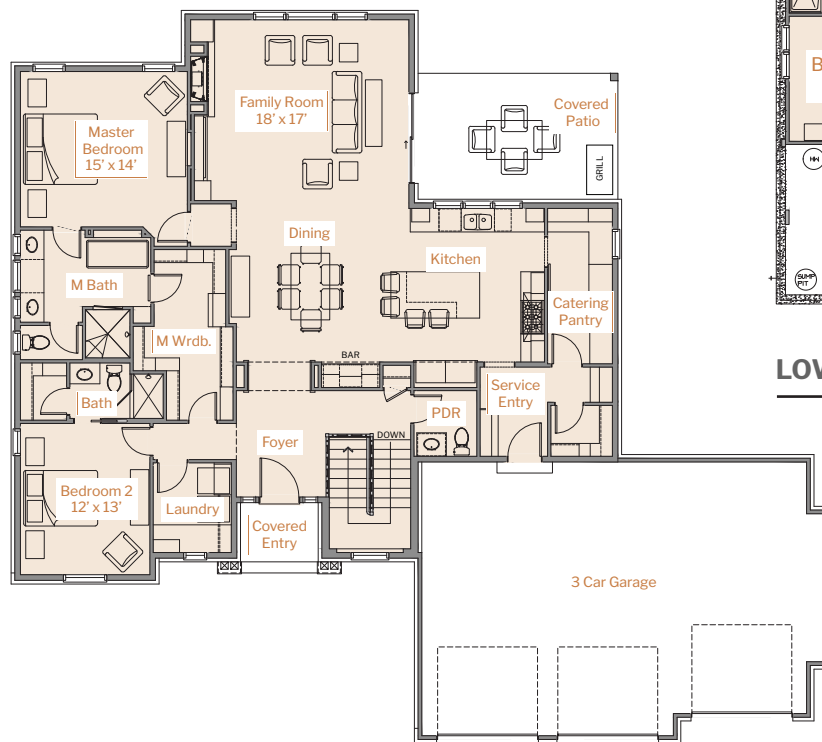 Family Room
18’ x 17’
Covered
Patio
GRILL
Master
Bedroom
15’ x 14’
Dining
Kitchen
M Bath
Catering
Pantry
M Wrdb.
BAR
Service
Entry
Bath
PDR
Foyer
DOWN
Bedroom 2
12’ x 13’
Laundry
Covered
Entry
3 Car Garage
B
HW
SUMP
PIT
LOV